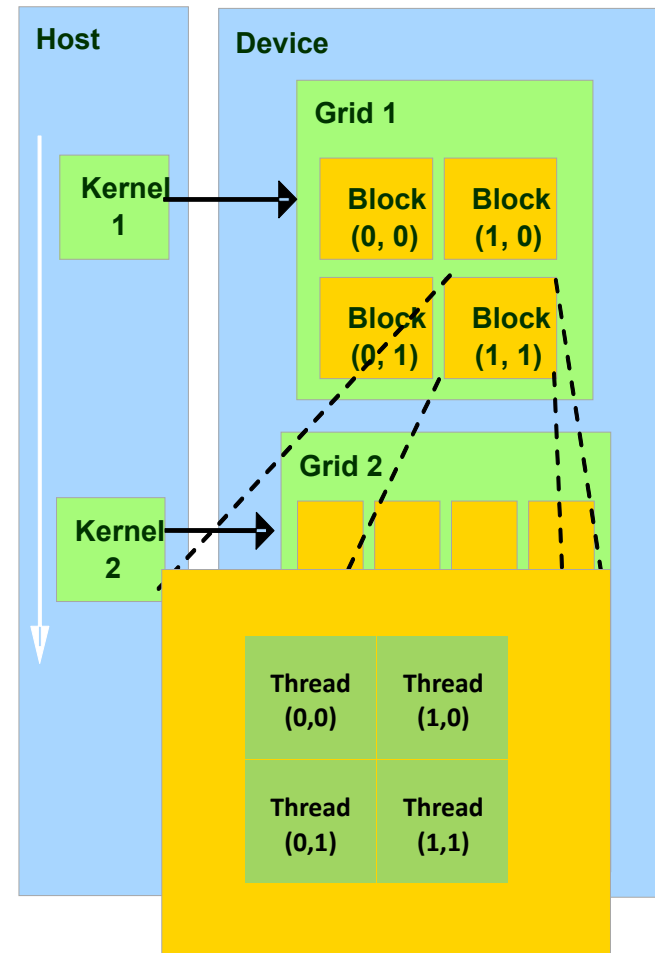 Host
Device
Grid 1
Kernel
1
Block
(0, 0)
Block
(1, 0)
Block
(0, 1)
Block
(1, 1)
Grid 2
Kernel
2
Thread
(0,0)
Thread
(1,0)
Thread
(0,1)
Thread
(1,1)